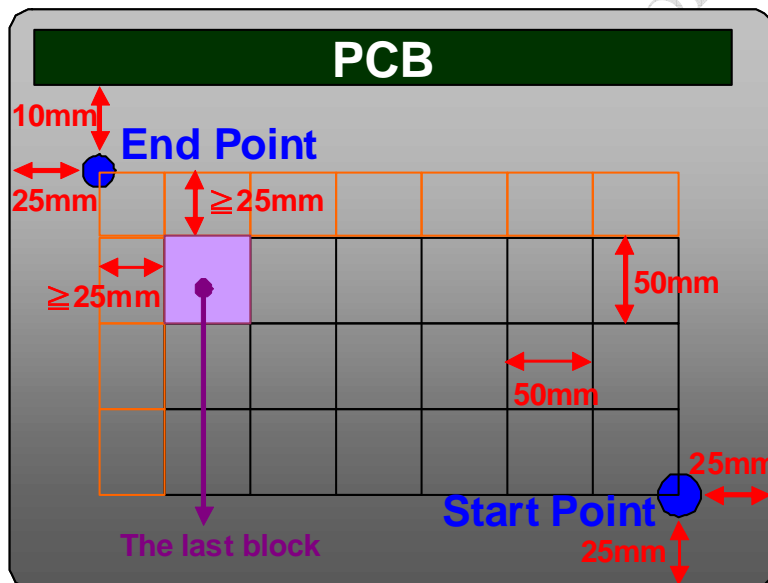 PCB
10mm
End Point
25mm
≧25mm
≧25mm
50mm
50mm
25mm
Start Point
25mm
The last block